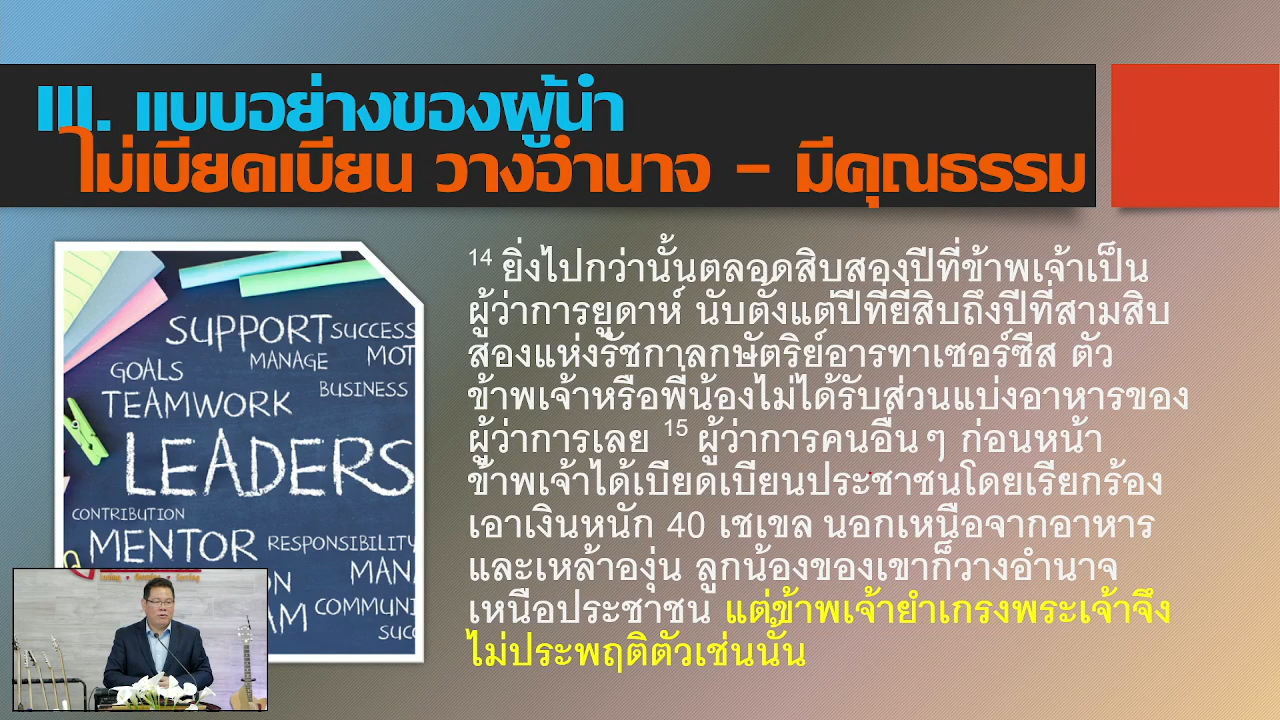 III. แบบอย่างของผู้นำ
ไม่เบียดเบียน วางอำนาจ – มีคุณธรรม
14 ยิ่งไปกว่านั้นตลอดสิบสองปีที่ข้าพเจ้าเป็น
ผู้ว่าการยูดาห์ นับตั้งแต่ปีที่ยี่สิบถึงปีที่สามสิบ
สองแห่งรัชกาลกษัตริย์อารทาเซอร์ซีส ตัว
ข้าพเจ้าหรือพี่น้องไม่ได้รับส่วนแบ่งอาหารของ
ผู้ว่าการเลย 15 ผู้ว่าการคนอื่นๆ ก่อนหน้า
ข้าพเจ้าได้เบียดเบียนประชาชนโดยเรียกร้อง
เอาเงินหนัก 40 เชเขล นอกเหนือจากอาหาร
และเหล้าองุ่น ลูกน้องของเขาก็วางอำนาจ
เหนือประชาชน แต่ข้าพเจ้ายำเกรงพระเจ้าจึง
ไม่ประพฤติตัวเช่นนั้น
SUPPORT SUCCESS
MANAGE MOT
GOALS
BUSINESS
TEAMWORK
LEADERS
CONTRIBUTION
MENTOR RESPONSIBILITY
MAN
ON
AM COMMUNI
SUCC